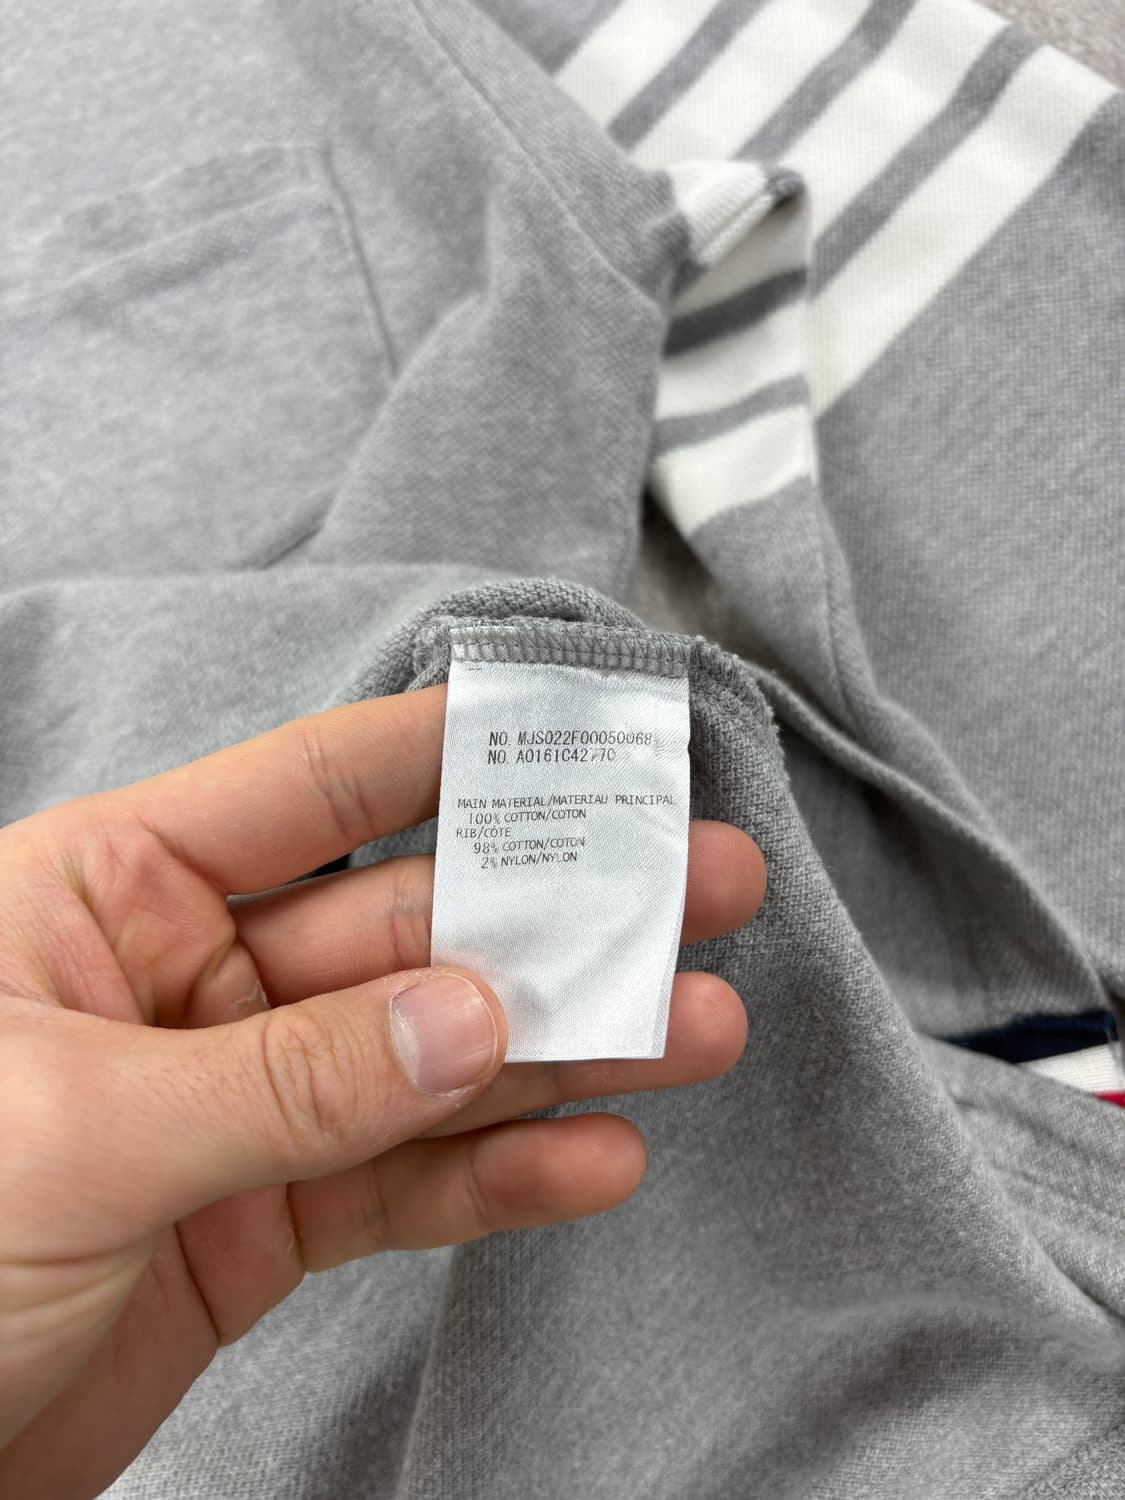 NO. MJS022F00050068
NO. A0161C42770
MAIN MATERIAL/MATERIAU PRINCIPAL
100% COTTON/COTON
RIB/CÔTE
98% COTTON/COTON
2% NYLON/NYLON